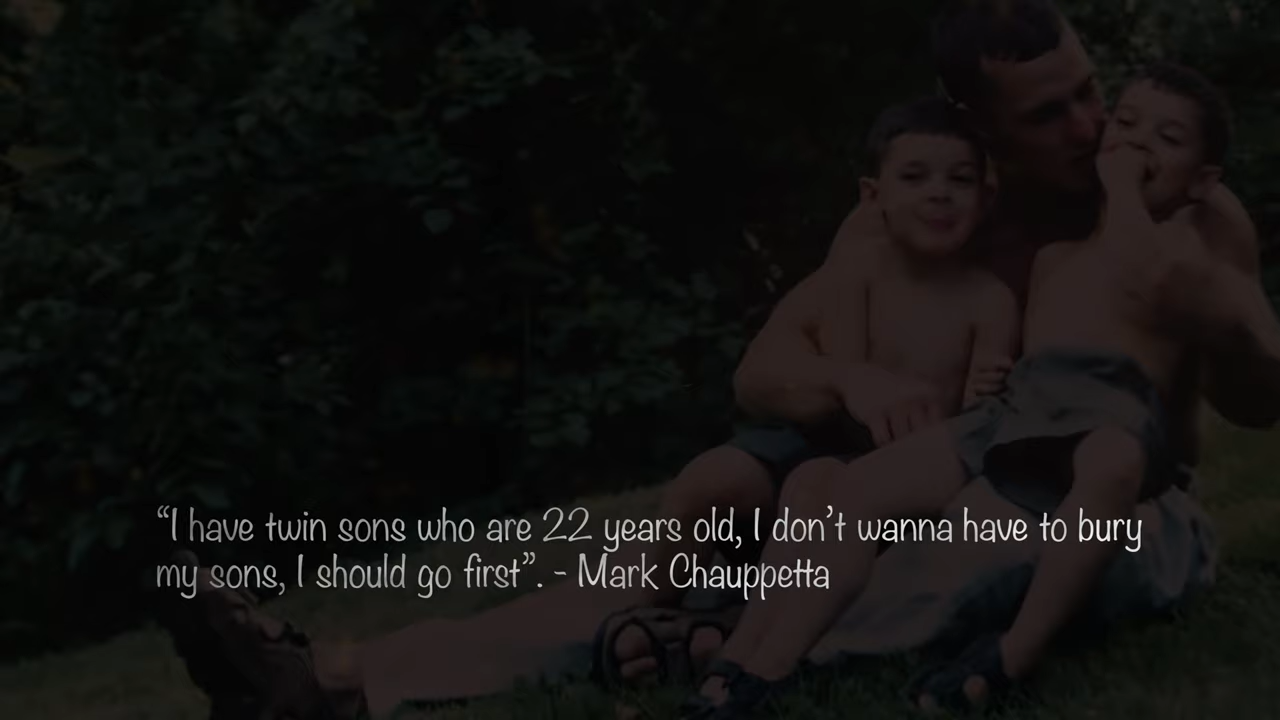 “I have twin sons who are 22 years old, I don’t wanna have to bury
my sons, I should go first”. - Mark Chauppetta